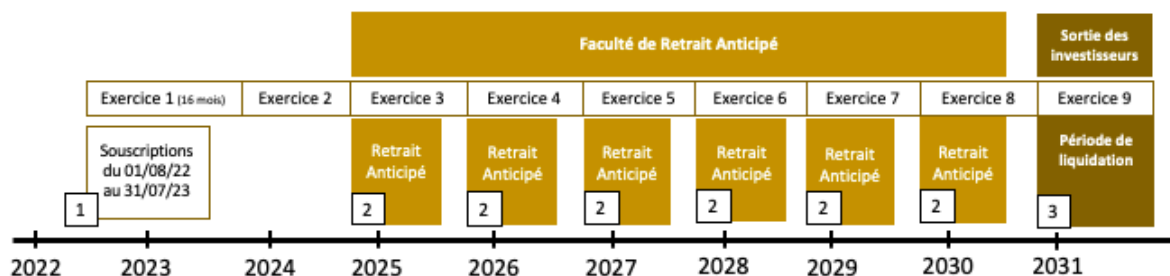 Faculté de Retrait Anticipé
Sortie des
investisseurs
Exercice 1 (16 mois)
Exercice 2
Exercice 3
Exercice 4
Exercice 5
Exercice 6
Exercice 7
Exercice 8
Exercice 9
Souscriptions
du 01/08/22
au 31/07/23
1
Retrait
Anticipé
2
Retrait
Anticipé
2
Retrait
Anticipé
2
Retrait
Anticipé
2
Retrait
Anticipé
2
Retrait
Anticipé
2
Période de
liquidation
3
2022
2023
2024
2025
2026
2027
2028
2029
2030
2031